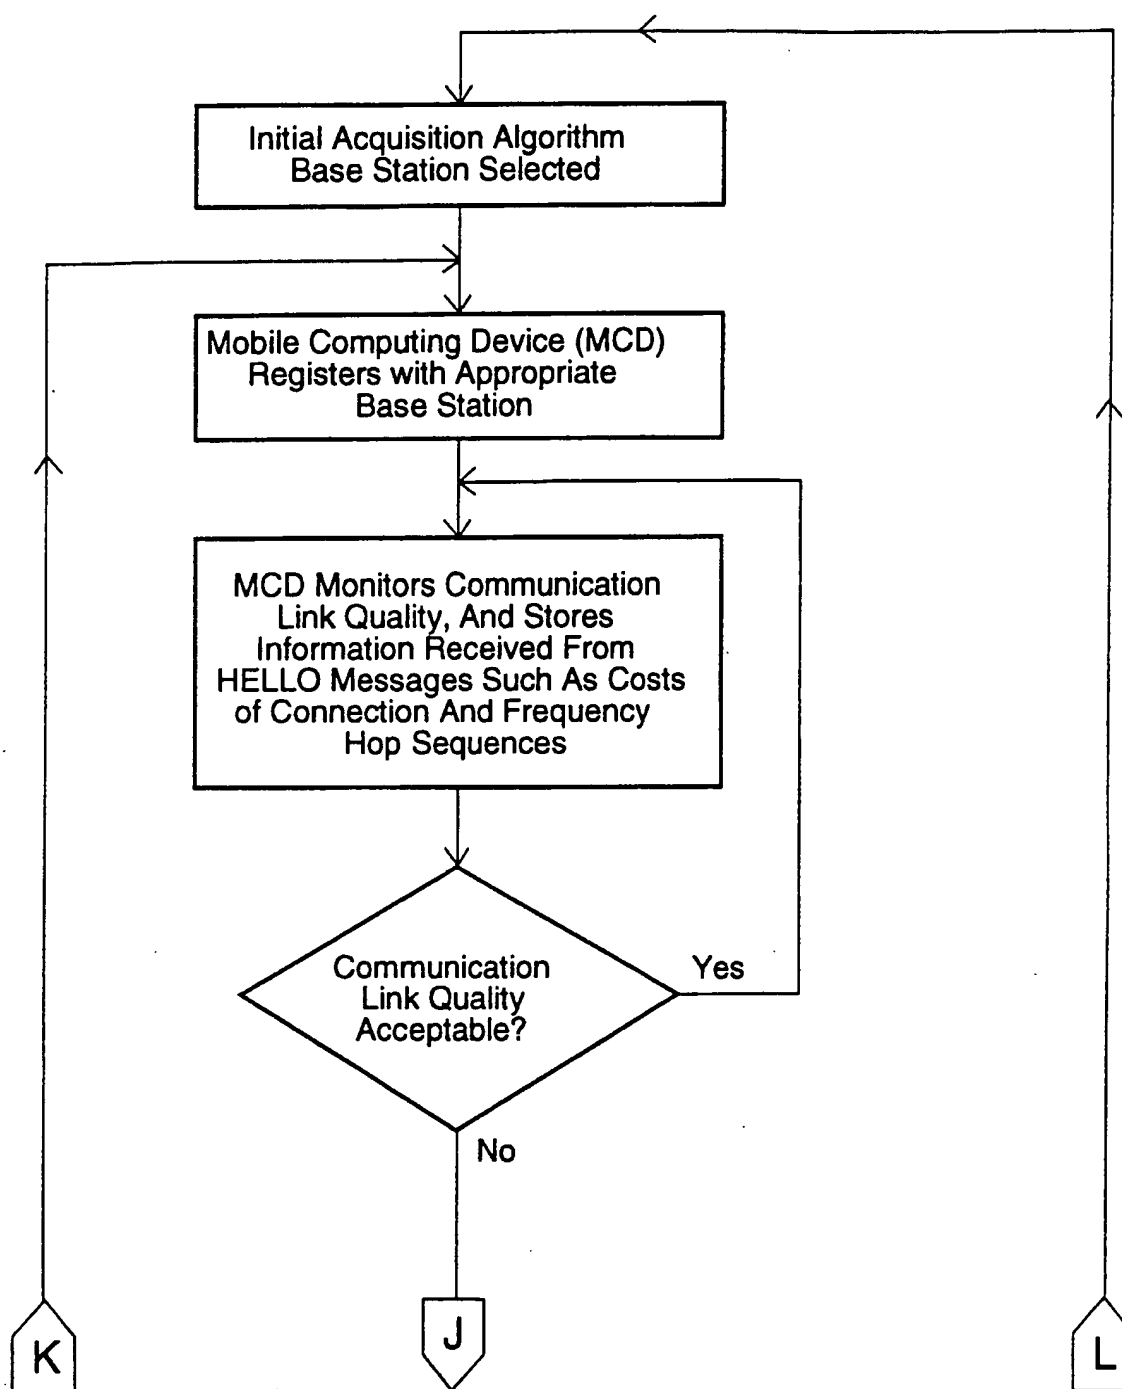 Initial Acquisition Algorithm
Base Station Selected
Mobile Computing Device (MCD)
Registers with Appropriate
Base Station
MCD Monitors Communication
Link Quality, And Stores
Information Received From
HELLO Messages Such As Costs
of Connection And Frequency
Hop Sequences
Communication
Link Quality
Acceptable?
Yes
No
K
J
L